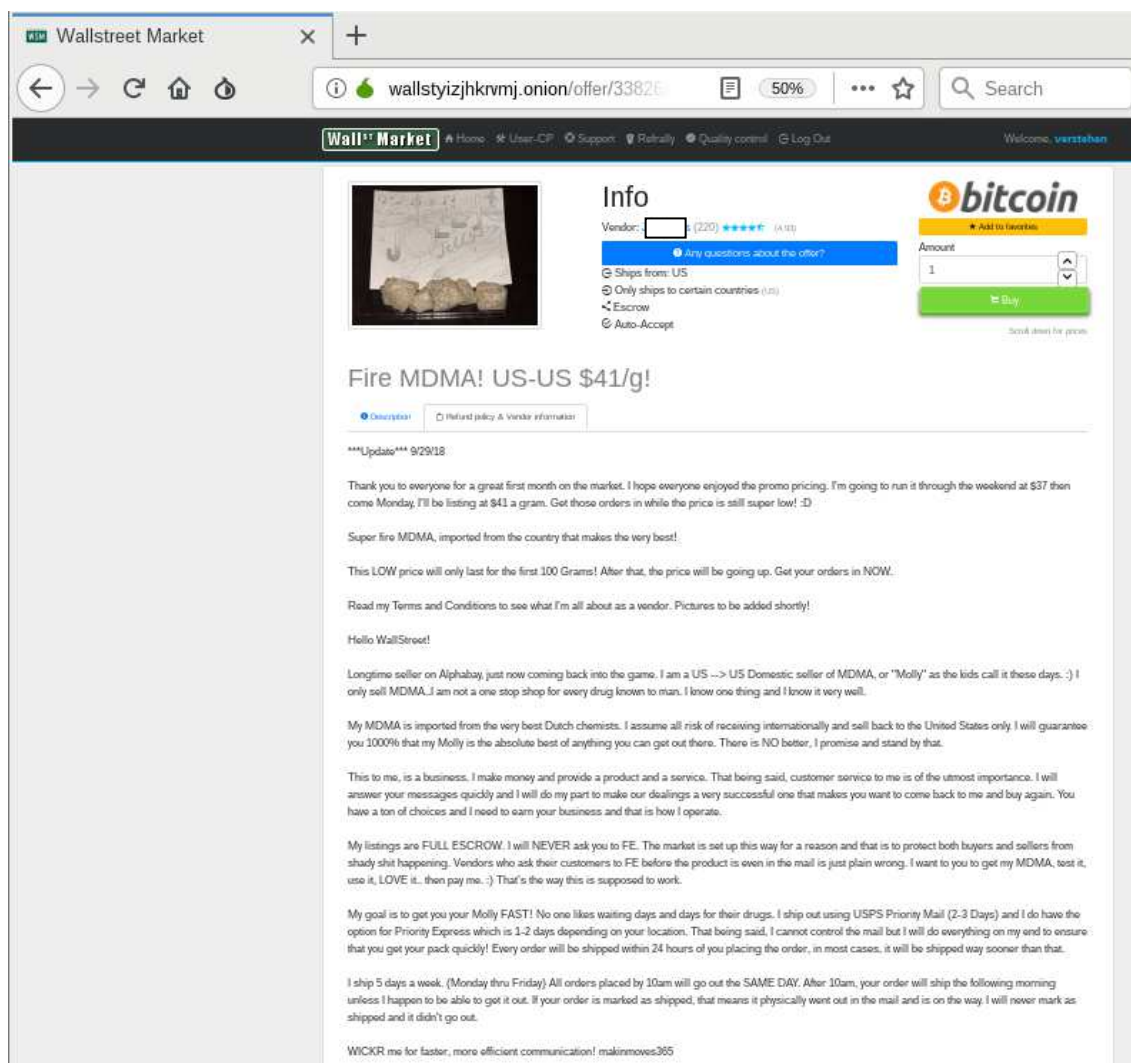 Wallstreet Market
wallstyizjhkrvmj.onion/offer/33826
50%
Search
Wall ST Market Home User-CP Support Refrally Quality control Log Out Welcome, verstehan
Info
Vendor: (220) (4.93)
Any questions about the offer?
Ships from: US
Only ships to certain countries (US)
Escrow
Auto-Accept
bitcoin
Add to favorites
Amount
1
Buy
Scroll down for prices
Fire MDMA! US-US $41/g!
Description Refund policy & Vendor information
***Update*** 9/29/18
Thank you to everyone for a great first month on the market. I hope everyone enjoyed the promo pricing. I'm going to run it through the weekend at $37 then
come Monday, I'll be listing at $41 a gram. Get those orders in while the price is still super low! :D
Super fire MDMA, imported from the country that makes the very best!
This LOW price will only last for the first 100 Grams! After that, the price will be going up. Get your orders in NOW.
Read my Terms and Conditions to see what I'm all about as a vendor. Pictures to be added shortly!
Hello WallStreet!
Longtime seller on Alphabay, just now coming back into the game. I am a US --> US Domestic seller of MDMA, or "Molly" as the kids call it these days. :) I
only sell MDMA..I am not a one stop shop for every drug known to man. I know one thing and I know it very well.
My MDMA is imported from the very best Dutch chemists. I assume all risk of receiving internationally and sell back to the United States only. I will guarantee
you 1000% that my Molly is the absolute best of anything you can get out there. There is NO better, I promise and stand by that.
This to me, is a business. I make money and provide a product and a service. That being said, customer service to me is of the utmost importance. I will
answer your messages quickly and I will do my part to make our dealings a very successful one that makes you want to come back to me and buy again. You
have a ton of choices and I need to earn your business and that is how I operate.
My listings are FULL ESCROW. I will NEVER ask you to FE. The market is set up this way for a reason and that is to protect both buyers and sellers from
shady shit happening. Vendors who ask their customers to FE before the product is even in the mail is just plain wrong. I want to you to get my MDMA, test it,
use it, LOVE it.. then pay me. :) That's the way this is supposed to work.
My goal is to get you your Molly FAST! No one likes waiting days and days for their drugs. I ship out using USPS Priority Mail (2-3 Days) and I do have the
option for Priority Express which is 1-2 days depending on your location. That being said, I cannot control the mail but I will do everything on my end to ensure
that you get your pack quickly! Every order will be shipped within 24 hours of you placing the order, in most cases, it will be shipped way sooner than that.
I ship 5 days a week. (Monday thru Friday) All orders placed by 10am will go out the SAME DAY. After 10am, your order will ship the following morning
unless I happen to be able to get it out. If your order is marked as shipped, that means it physically went out in the mail and is on the way. I will never mark as
shipped and it didn't go out.
WICKR me for faster, more efficient communication! makinmoves365